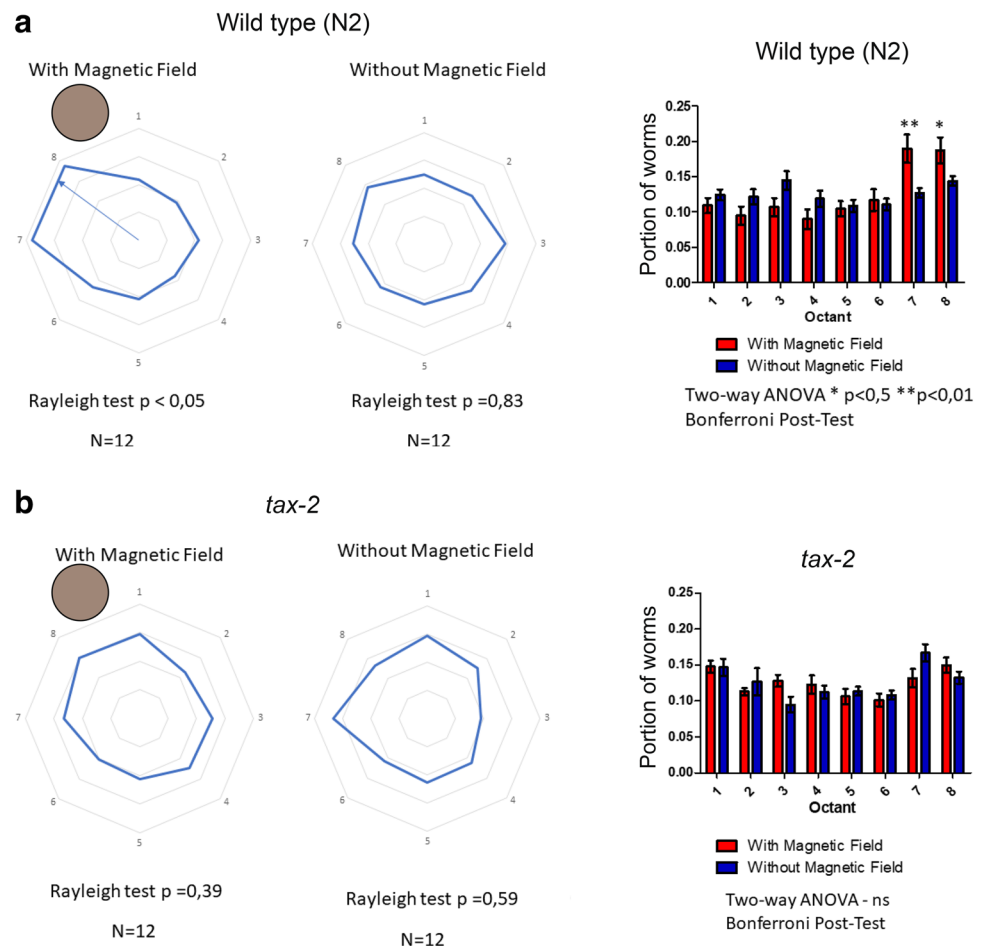 a
Wild type (N2)
With Magnetic Field
1
2
3
4
5
6
7
8
Rayleigh test p < 0,05
N=12
Without Magnetic Field
1
2
3
4
5
6
7
8
Rayleigh test p =0,83
N=12
Wild type (N2)
Portion of worms
0.25
0.20
0.15
0.10
0.05
0.00
** *
1 2 3 4 5 6 7 8
Octant
With Magnetic Field
Without Magnetic Field
Two-way ANOVA * p<0,5 **p<0,01
Bonferroni Post-Test
b
tax-2
With Magnetic Field
1
2
3
4
5
6
7
8
Rayleigh test p =0,39
N=12
Without Magnetic Field
1
2
3
4
5
6
7
8
Rayleigh test p =0,59
N=12
tax-2
Portion of worms
0.25
0.20
0.15
0.10
0.05
0.00
1 2 3 4 5 6 7 8
Octant
With Magnetic Field
Without Magnetic Field
Two-way ANOVA - ns
Bonferroni Post-Test